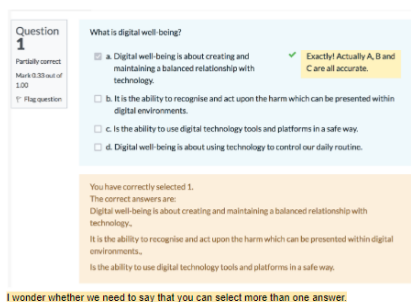 Question
1
Partially correct
Mark 0.33 out of
1.00
Flag question
What is digital well-being?
a. Digital well-being is about creating and
maintaining a balanced relationship with
technology.
Exactly! Actually A, B and
C are all accurate.
b. It is the ability to recognise and act upon the harm which can be presented within
digital environments.
c. Is the ability to use digital technology tools and platforms in a safe way.
d. Digital well-being is about using technology to control our daily routine.
You have correctly selected 1.
The correct answers are:
Digital well-being is about creating and maintaining a balanced relationship with
technology.,
It is the ability to recognise and act upon the harm which can be presented within digital
environments.,
Is the ability to use digital technology tools and platforms in a safe way.
I wonder whether we need to say that you can select more than one answer.